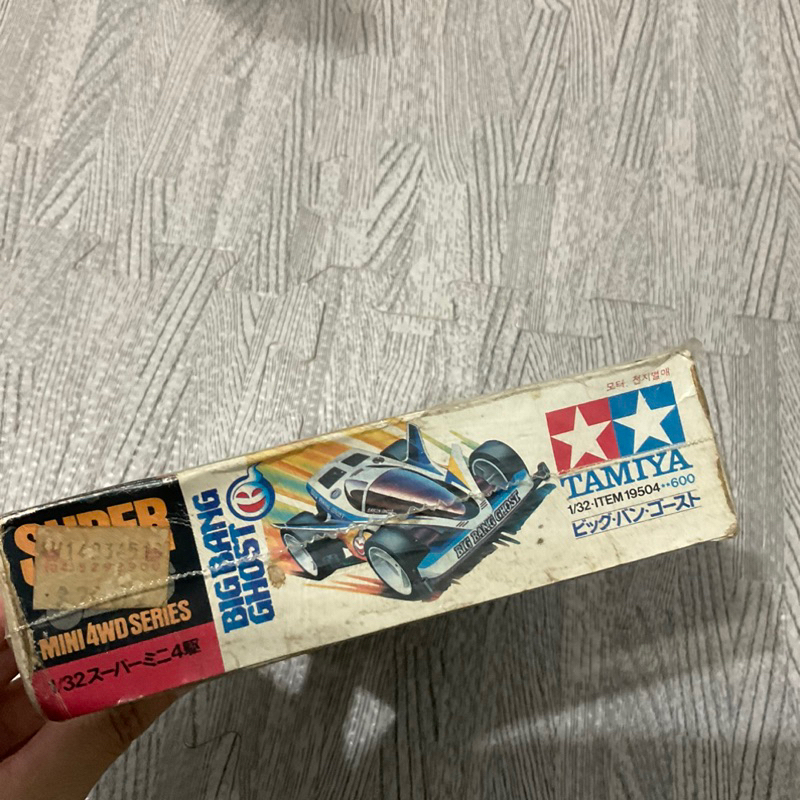 SUPER
MINI 4WD SERIES
1/32スーパーミニ4駆
BIG BANG
GHOST
BIG BANG GHOST
모터, 전지별매
TAMIYA
1/32·ITEM 19504**600
ビッグ・バン・ゴースト